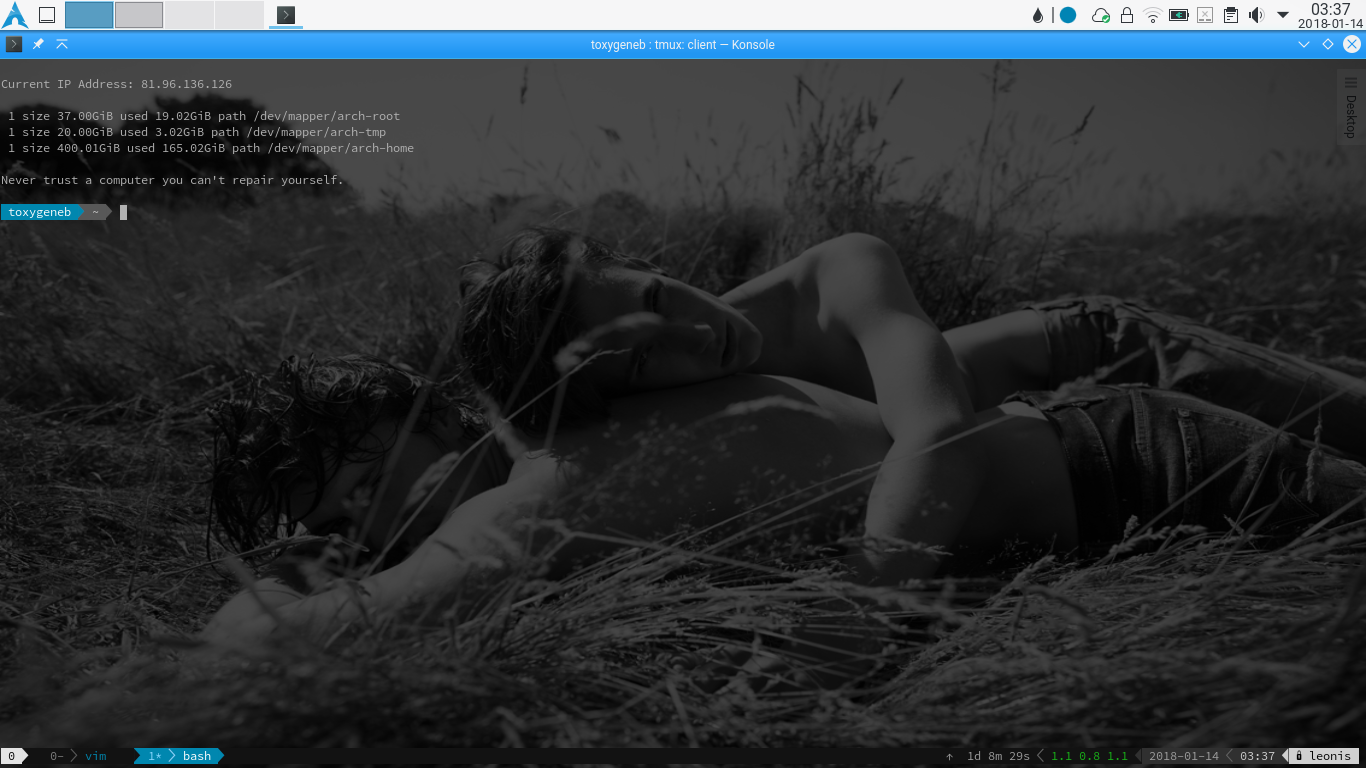 03:37
2018-01-14
toxygeneb : tmux: client — Konsole
Current IP Address: 81.96.136.126
1 size 37.00GiB used 19.02GiB path /dev/mapper/arch-root
1 size 20.00GiB used 3.02GiB path /dev/mapper/arch-tmp
1 size 400.01GiB used 165.02GiB path /dev/mapper/arch-home
Never trust a computer you can't repair yourself.
toxygeneb ~
Desktop
0 0- vim 1* bash ↑ 1d 8m 29s 1.1 0.8 1.1 2018-01-14 03:37 leonis